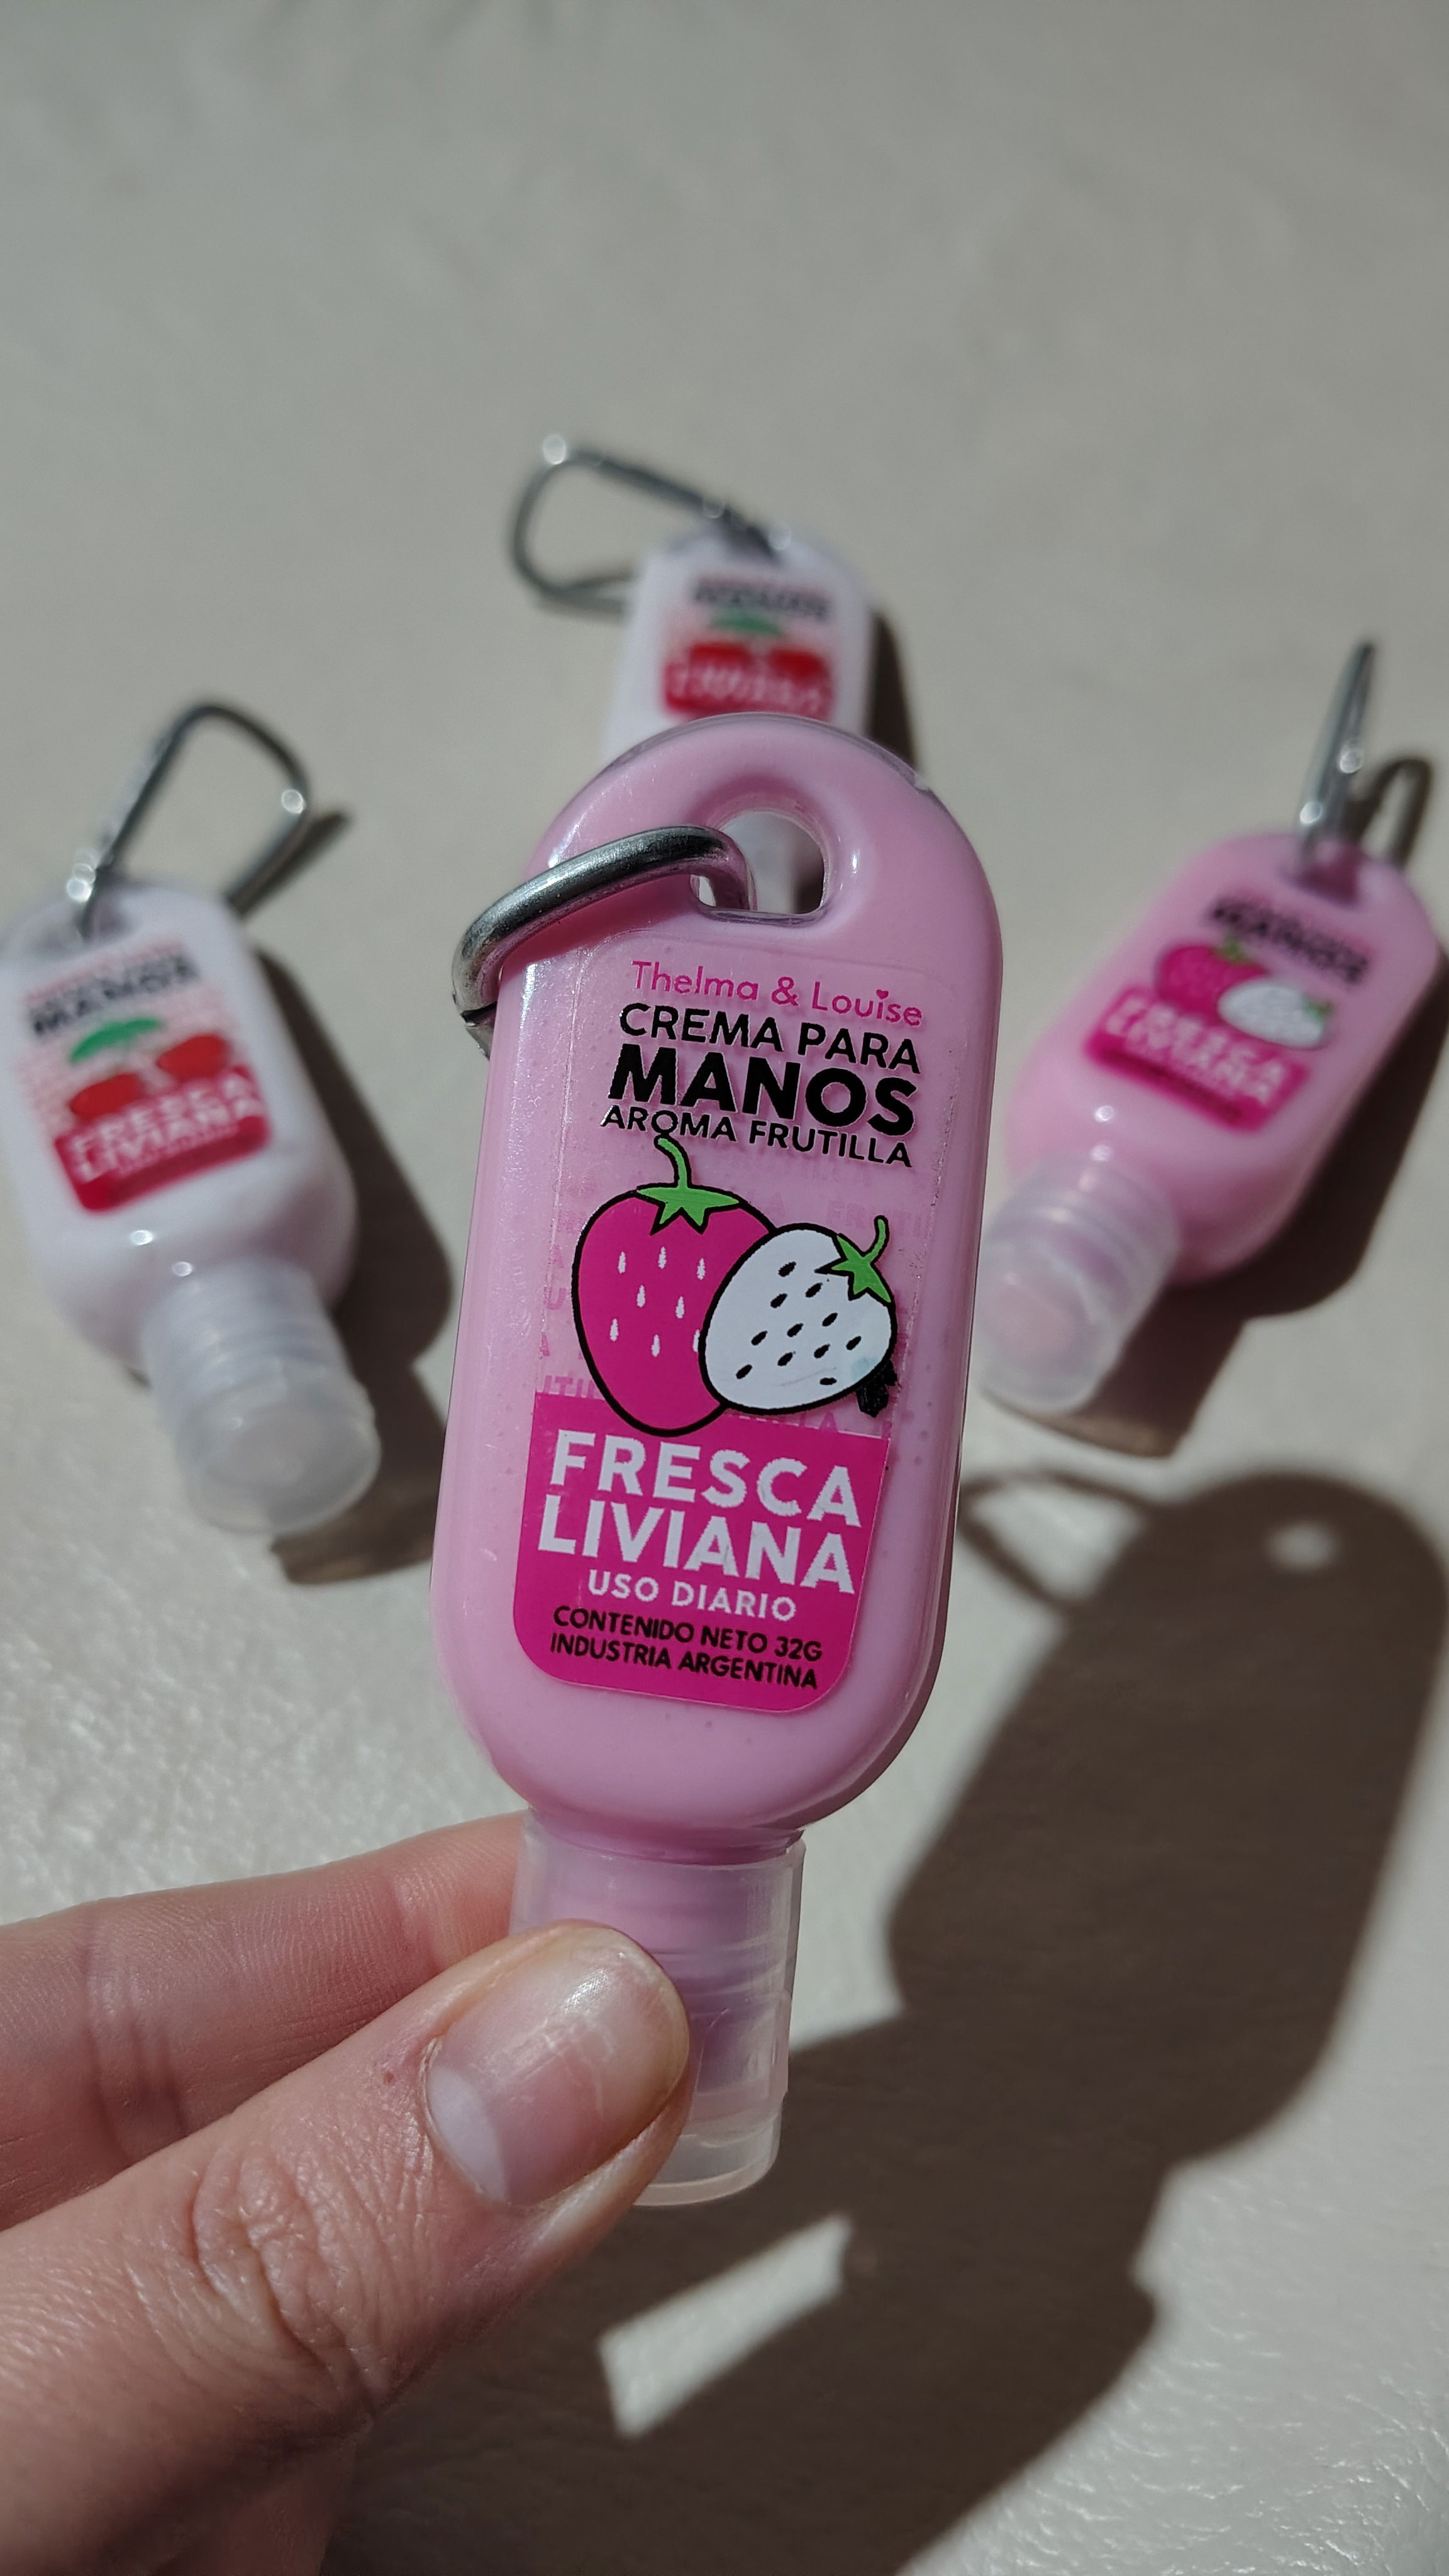 Thelma & Louise
CREMA PARA
MANOS
AROMA FRUTILLA
FRESCA
LIVIANA
USO DIARIO
CONTENIDO NETO 32G
INDUSTRIA ARGENTINA
MANOS
FRESCA
LIVIANA
MANOS
FRESCA
LIVIANA